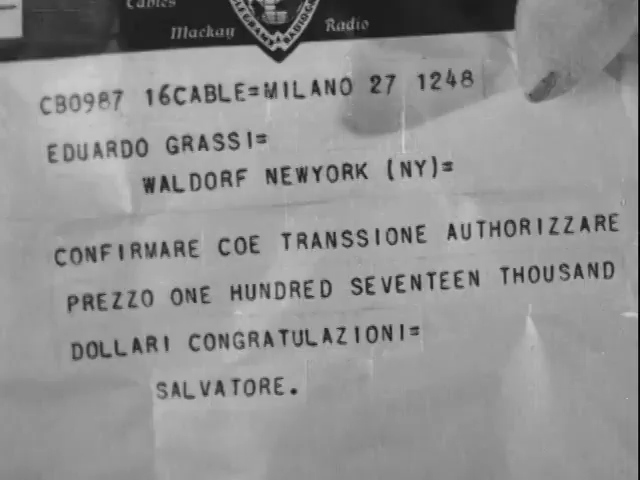 Cables
Mackay Radio
CB0987 16CABLE=MILANO 27 1248
EDUARDO GRASSI=
WALDORF NEWYORK (NY)=
CONFIRMARE COE TRANSSIONE AUTHORIZZARE
PREZZO ONE HUNDRED SEVENTEEN THOUSAND
DOLLARI CONGRATULAZIONI=
SALVATORE.